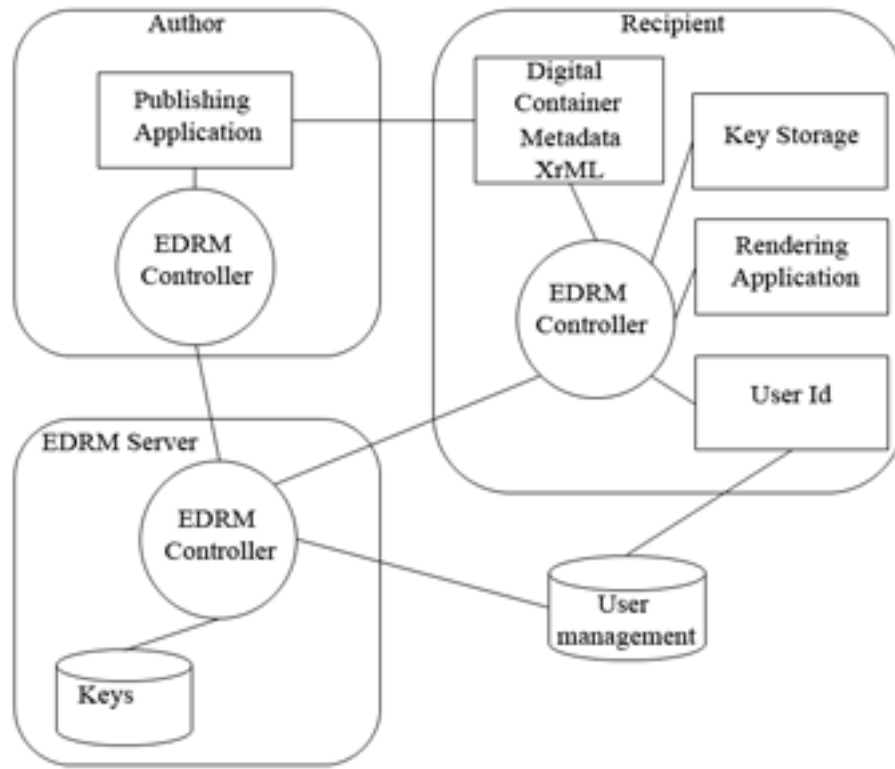 Author
Publishing
Application
EDRM
Controller
Recipient
Digital
Container
Metadata
XrML
Key Storage
EDRM
Controller
Rendering
Application
User Id
EDRM Server
EDRM
Controller
Keys
User
management